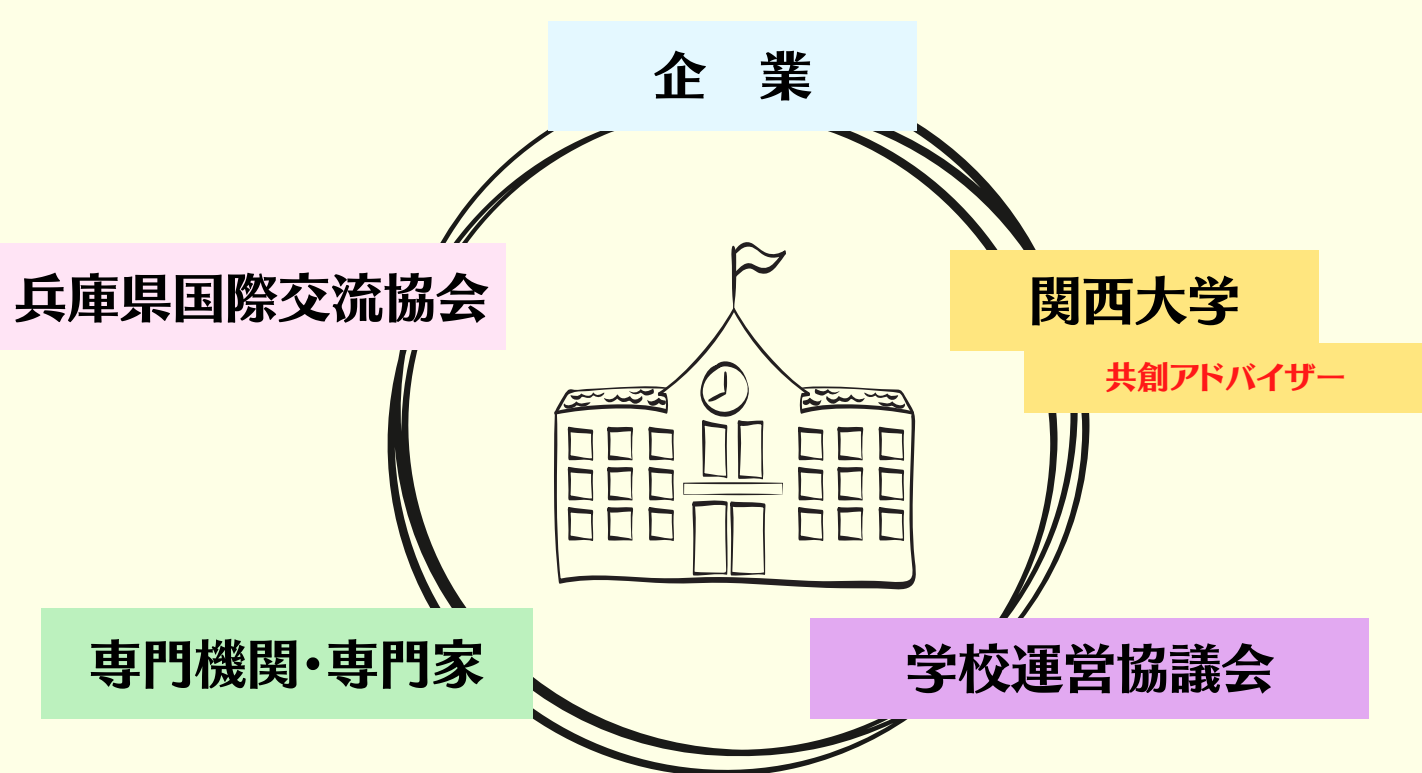 企　業
兵庫県国際交流協会
関西大学
共創アドバイザー
専門機関・専門家
学校運営協議会